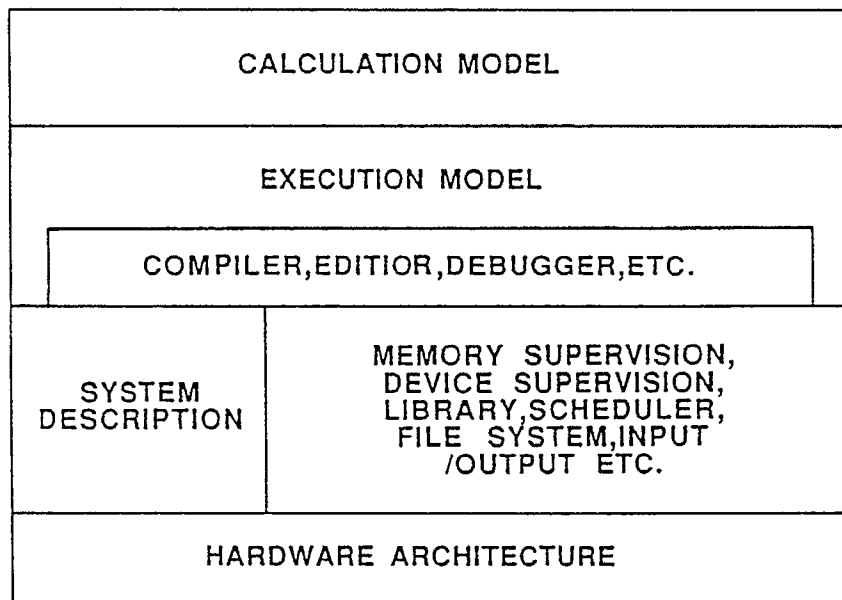 CALCULATION MODEL
EXECUTION MODEL
COMPILER,EDITIOR,DEBUGGER,ETC.
SYSTEM
DESCRIPTION
MEMORY SUPERVISION,
DEVICE SUPERVISION,
LIBRARY,SCHEDULER,
FILE SYSTEM,INPUT
/OUTPUT ETC.
HARDWARE ARCHITECTURE